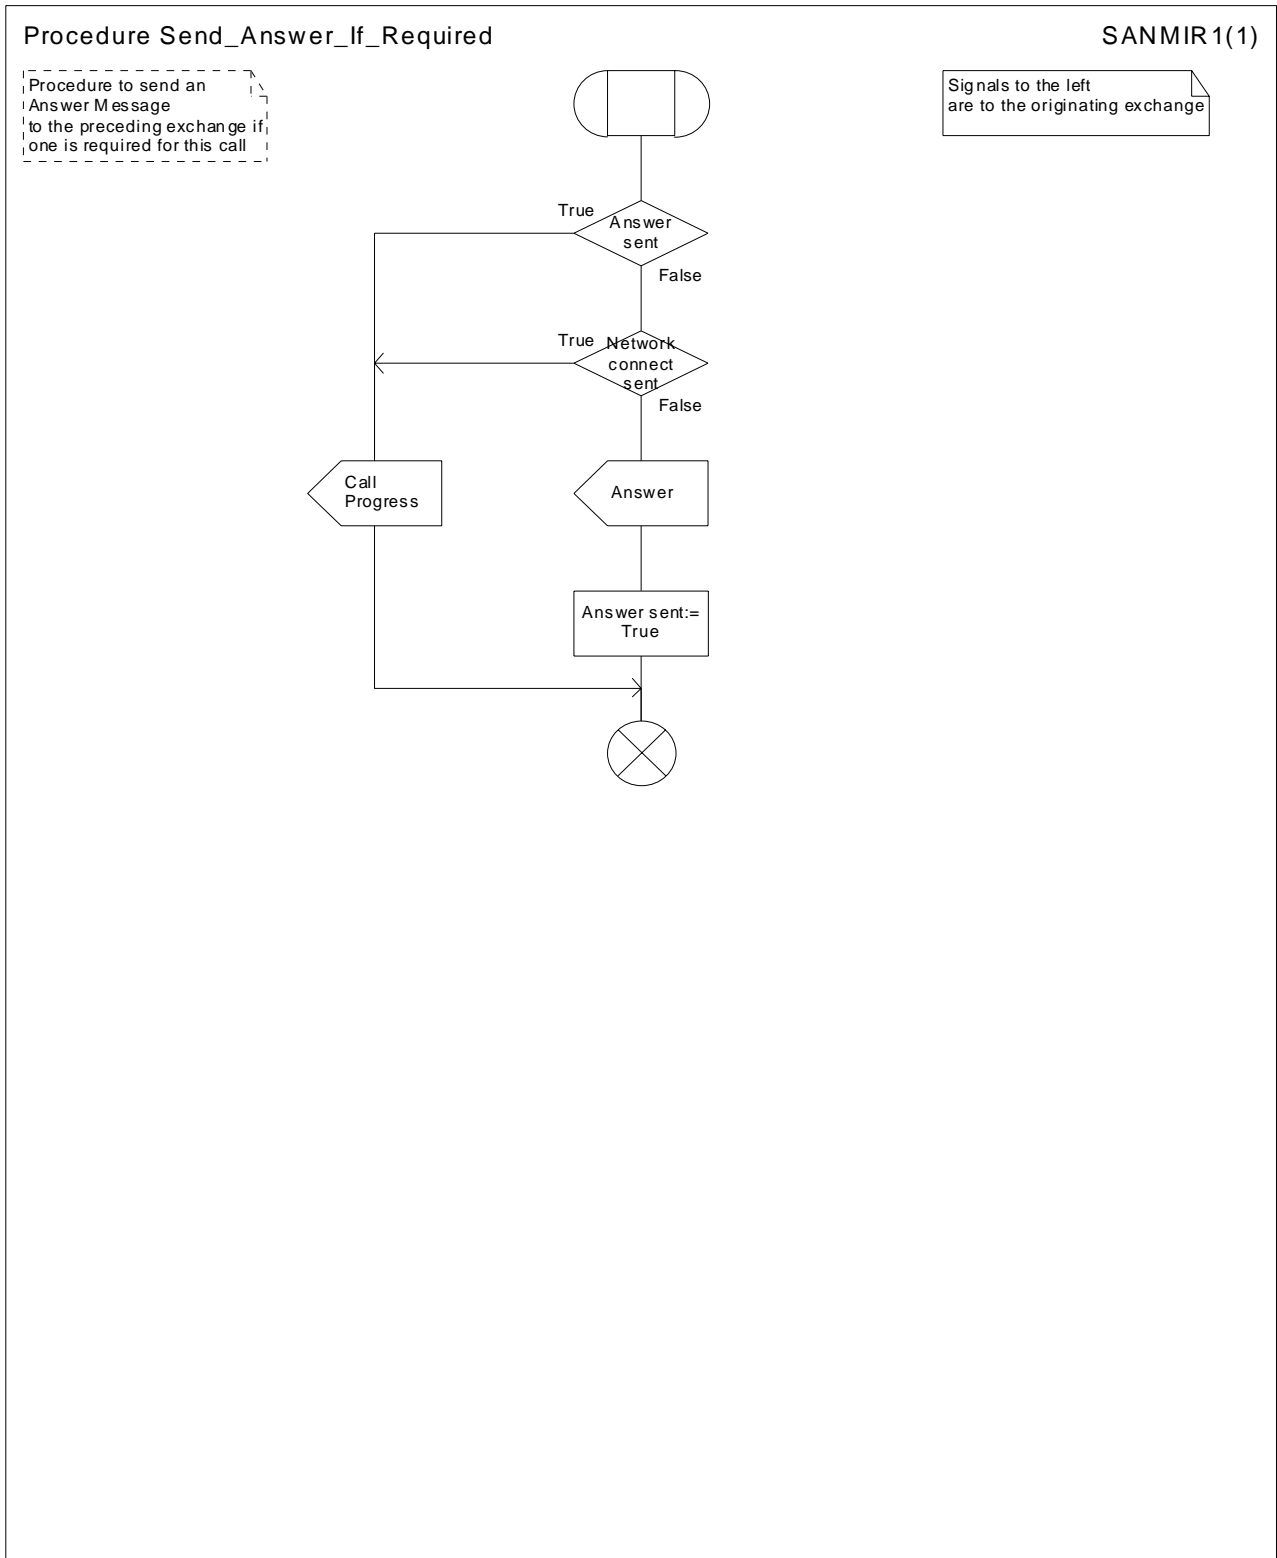 Procedure Send_Answer_If_Required
SANMIR1(1)
Procedure to send an
Answer Message
to the preceding exchange if
one is required for this call
Signals to the left
are to the originating exchange
True
Answer
sent
False
True
Network
connect
sent
False
Call
Progress
Answer
Answer sent:=
True